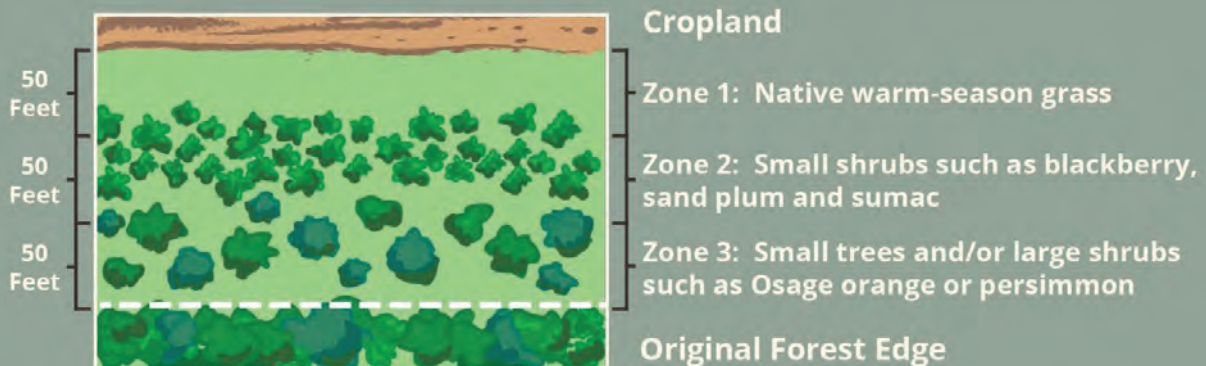 Cropland
50
Feet
Zone 1: Native warm-season grass
50
Feet
Zone 2: Small shrubs such as blackberry,
sand plum and sumac
50
Feet
Zone 3: Small trees and/or large shrubs
such as Osage orange or persimmon
Original Forest Edge